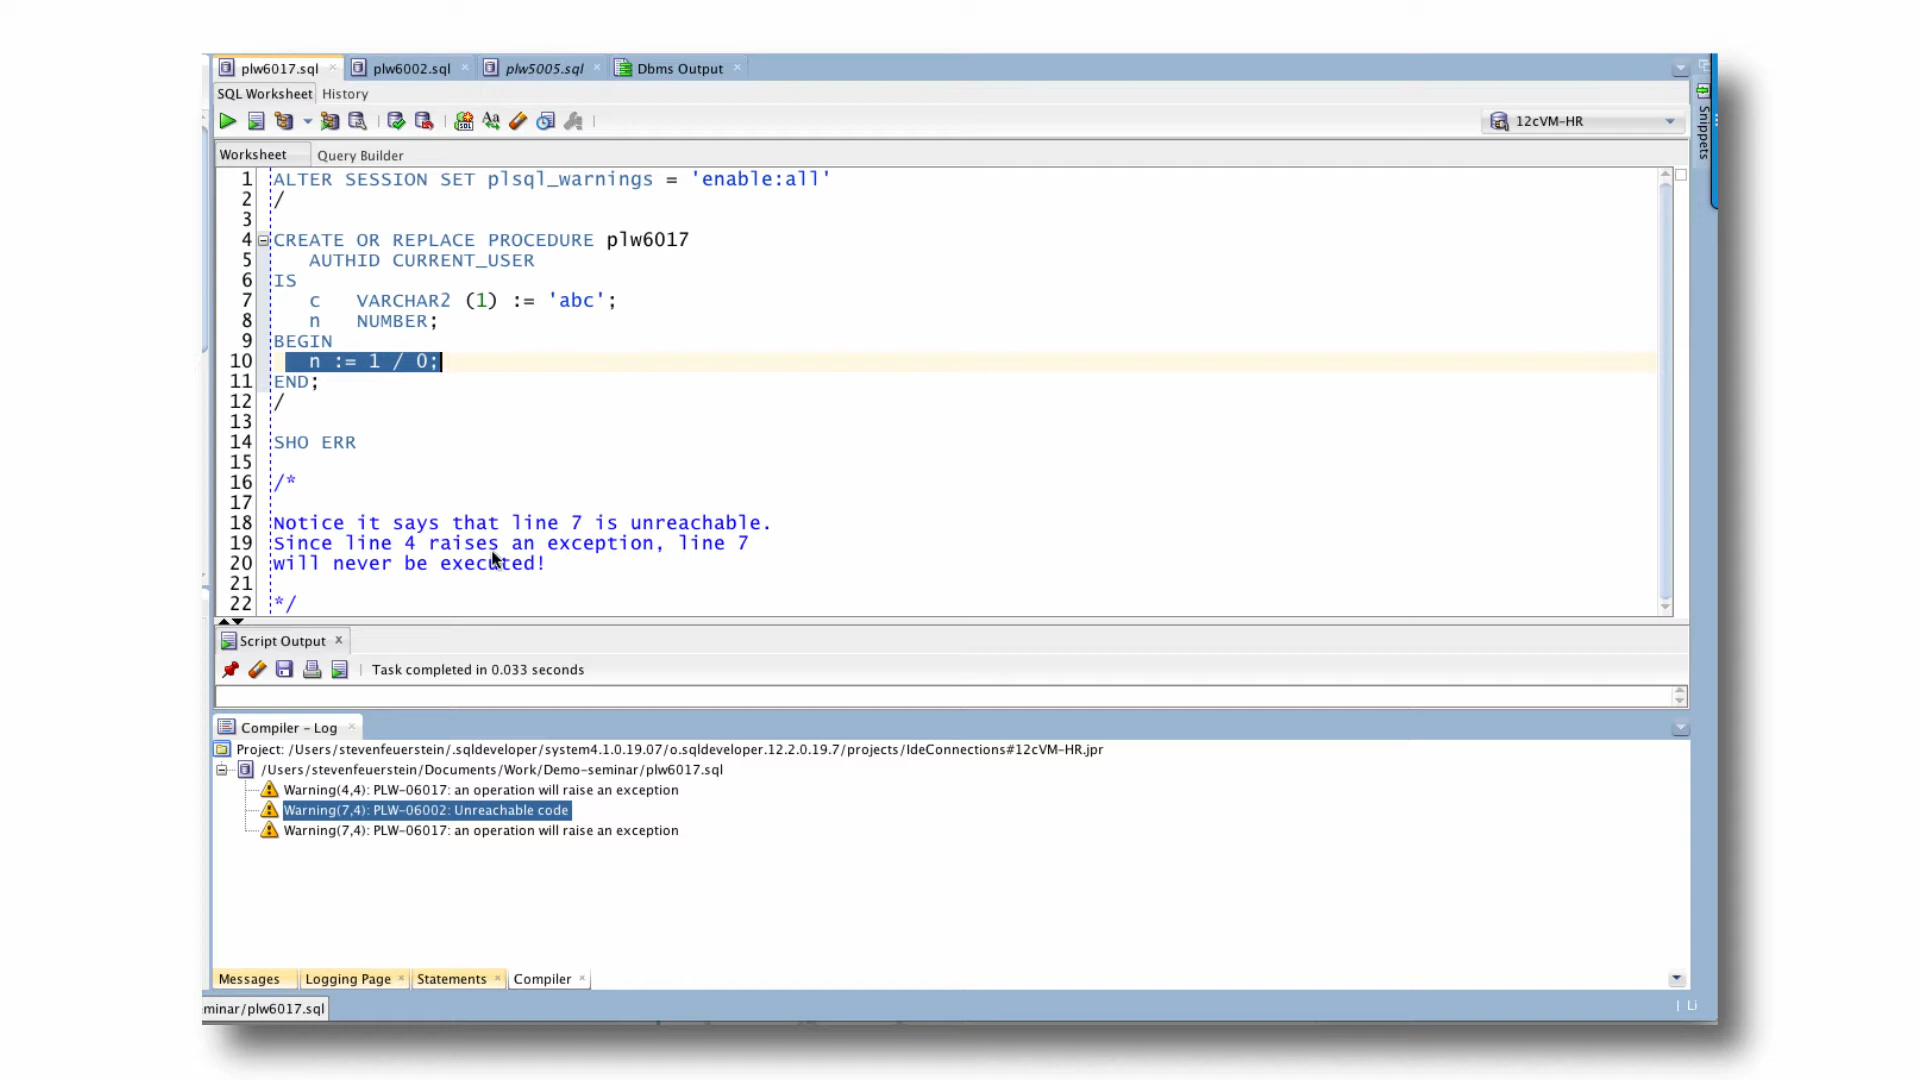 plw6017.sql plw6002.sql plw5005.sql Dbms Output
SQL Worksheet History
12cVM-HR
Snippets
Worksheet Query Builder
1 ALTER SESSION SET plsql_warnings = 'enable:all'
2 /
3
4 CREATE OR REPLACE PROCEDURE plw6017
5 AUTHID CURRENT_USER
6 IS
7 c VARCHAR2 (1) := 'abc';
8 n NUMBER;
9 BEGIN
10 n := 1 / 0;
11 END;
12 /
13
14 SHO ERR
15
16 /*
17
18 Notice it says that line 7 is unreachable.
19 Since line 4 raises an exception, line 7
20 will never be executed!
21
22 */
Script Output
Task completed in 0.033 seconds
Compiler - Log
Project: /Users/stevenfeuerstein/.sqldeveloper/system4.1.0.19.07/o.sqldeveloper.12.2.0.19.7/projects/IdeConnections#12cVM-HR.jpr
/Users/stevenfeuerstein/Documents/Work/Demo-seminar/plw6017.sql
Warning(4,4): PLW-06017: an operation will raise an exception
Warning(7,4): PLW-06002: Unreachable code
Warning(7,4): PLW-06017: an operation will raise an exception
Messages Logging Page Statements Compiler
minar/plw6017.sql
| Li